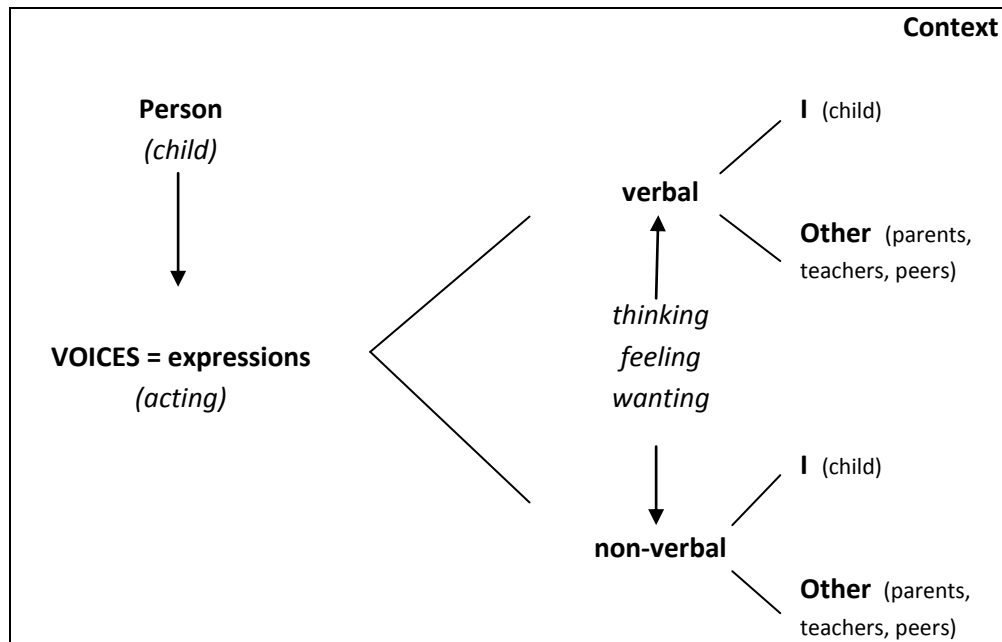 Context
Person
(child)
VOICES = expressions
(acting)
verbal
I (child)
Other (parents,
teachers, peers)
thinking
feeling
wanting
non-verbal
I (child)
Other (parents,
teachers, peers)